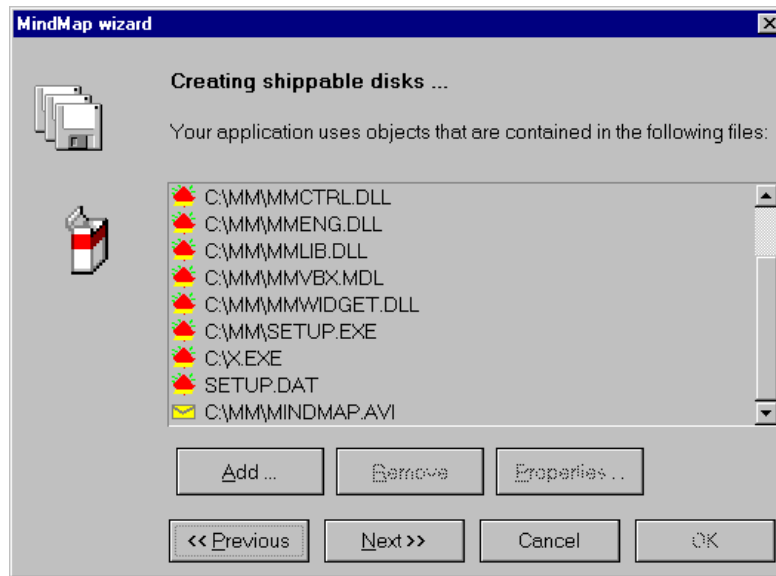 MindMap wizard
Creating shippable disks ...
Your application uses objects that are contained in the following files:
C:\MM\MMCTRL.DLL
C:\MM\MMENG.DLL
C:\MM\MMLIB.DLL
C:\MM\MMVBX.MDL
C:\MM\MMWIDGET.DLL
C:\MM\SETUP.EXE
C:\X.EXE
SETUP.DAT
C:\MM\MINDMAP.AVI
Add ... Remove Properties . .
<< Previous Next >> Cancel OK